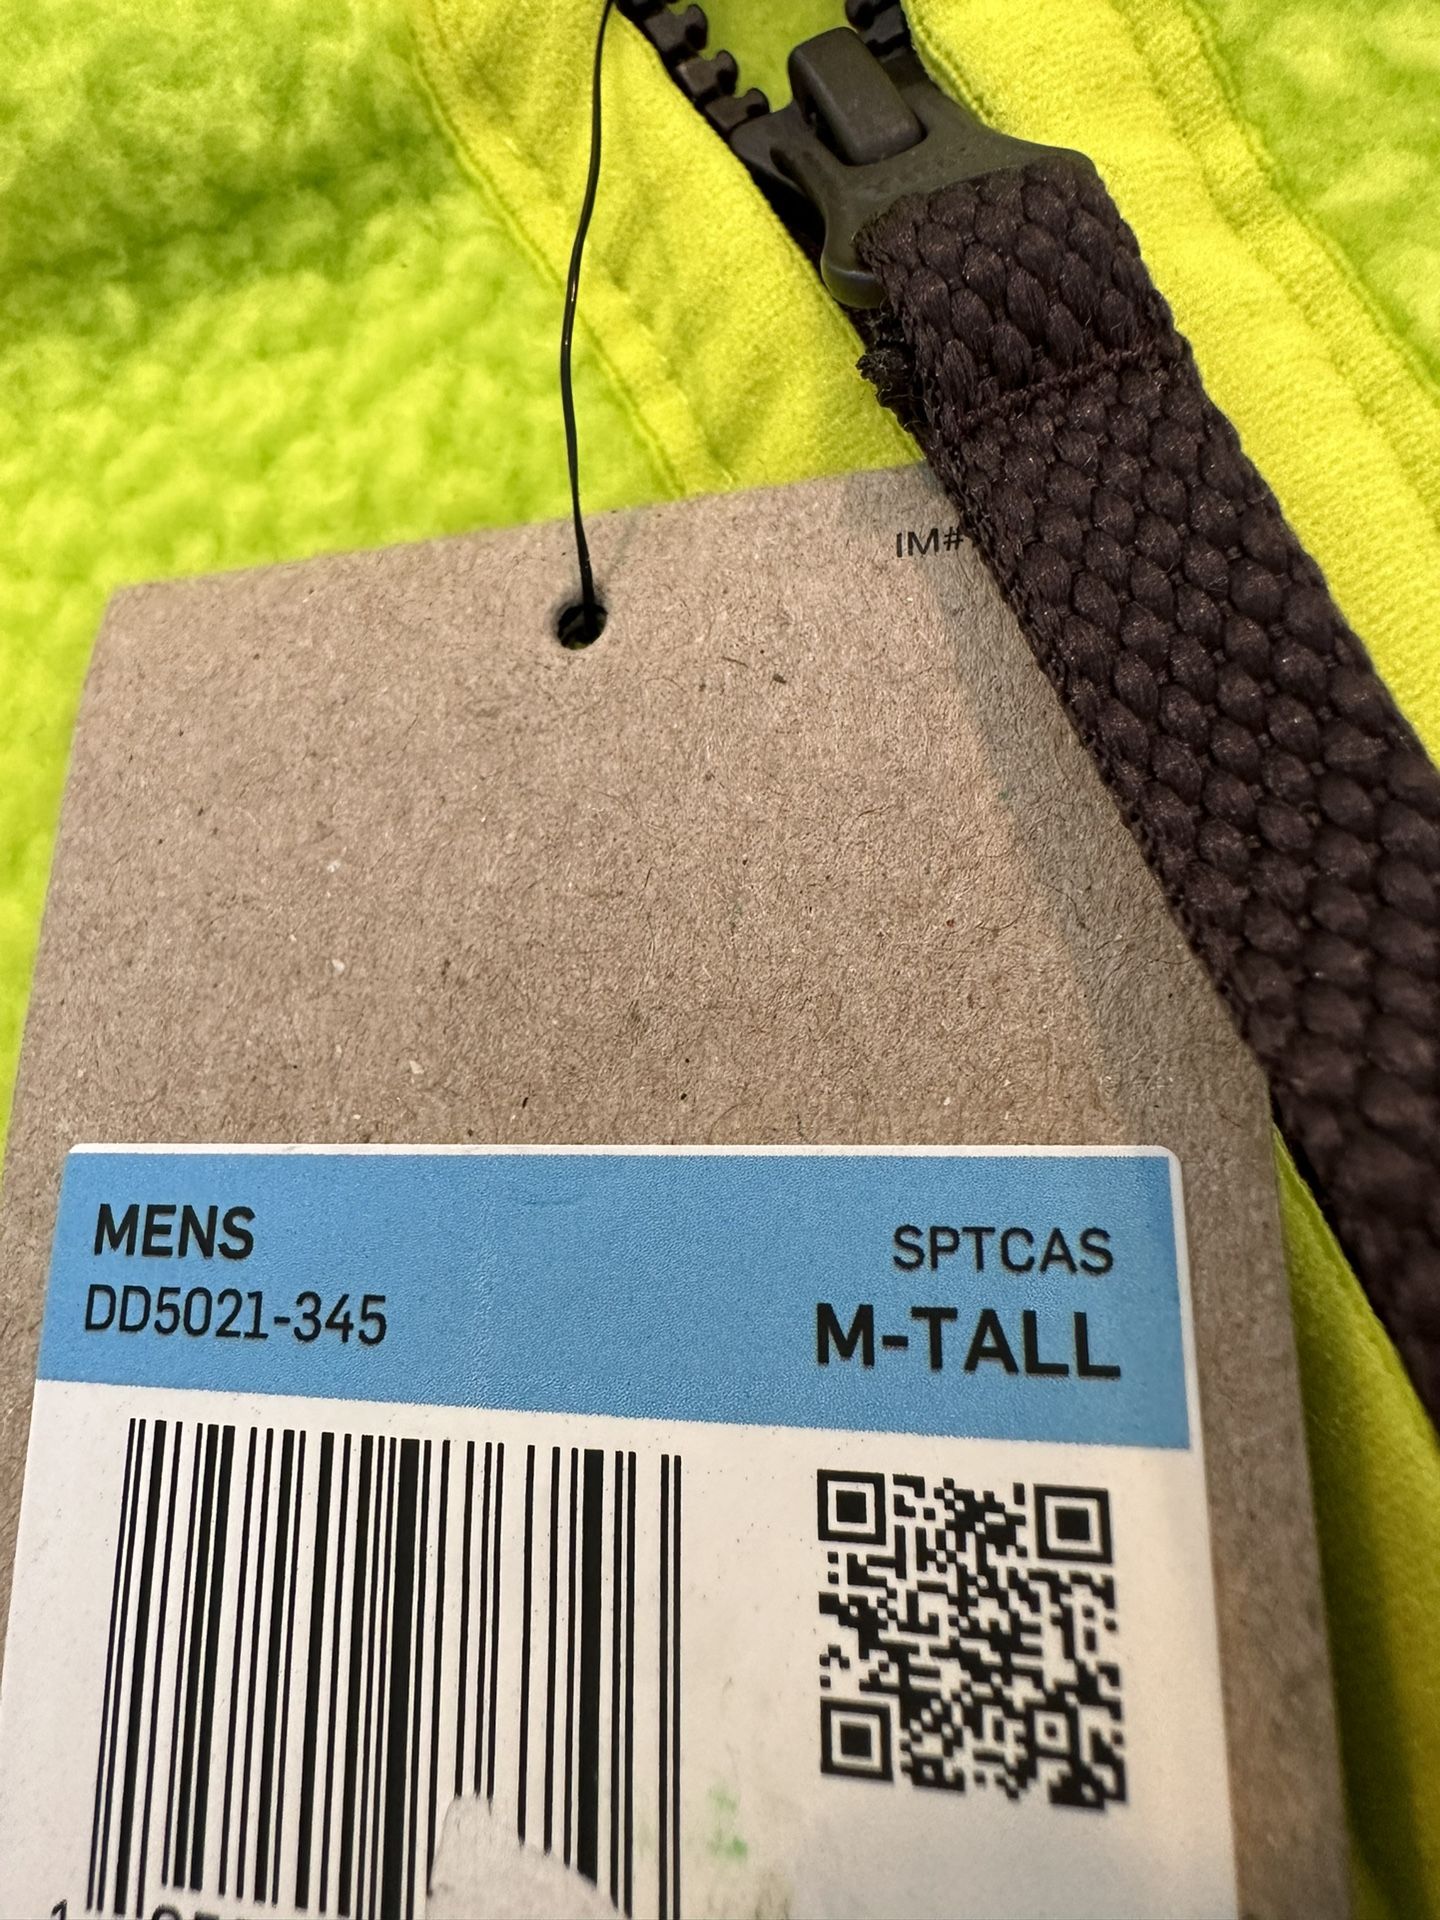 IM#
MENS
SPTCAS
DD5021-345
M-TALL